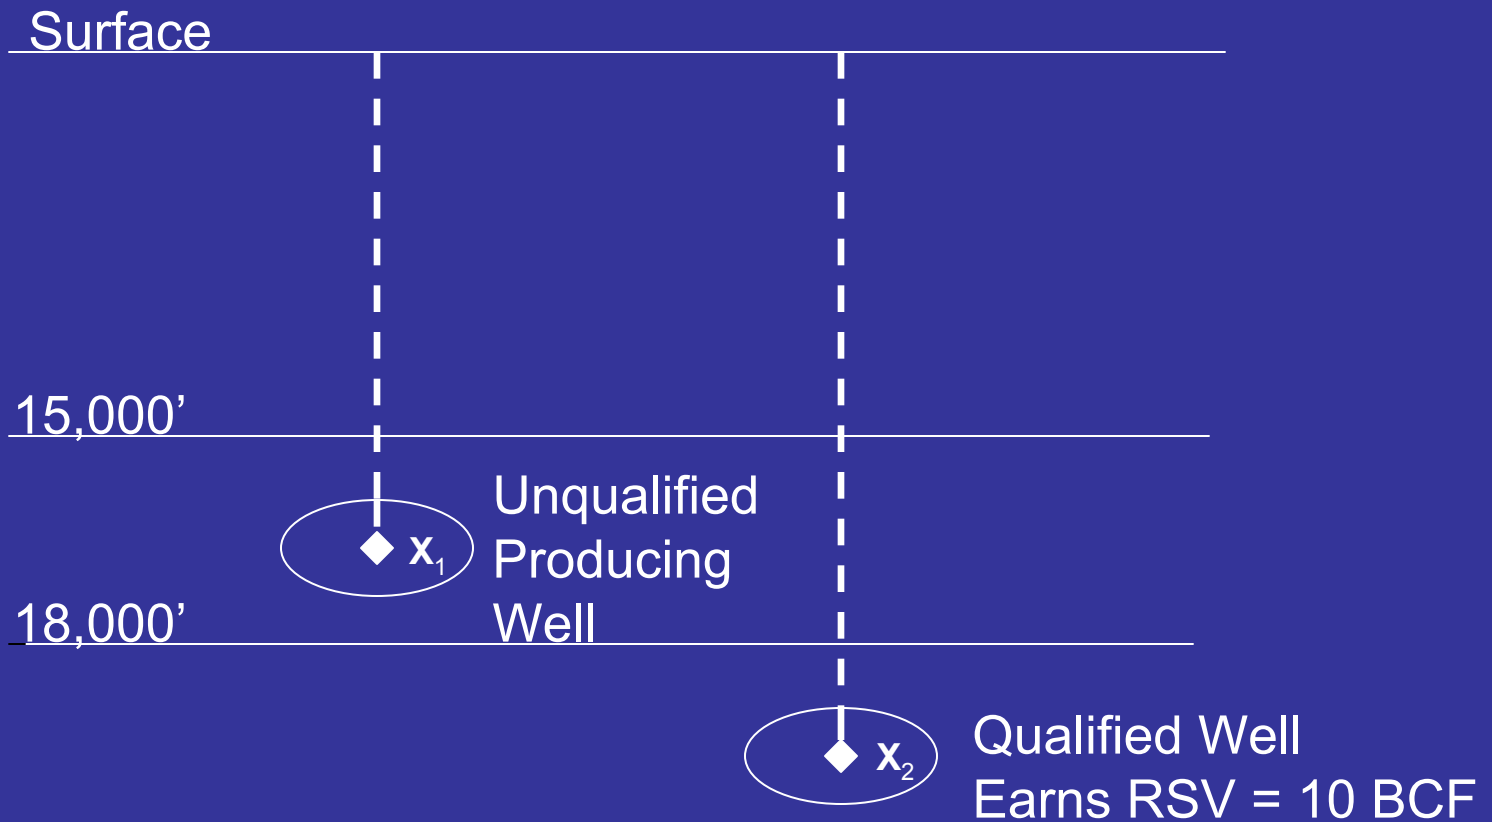 Surface
15,000’
Unqualified
Producing
Well
x1
18,000’
x2
Qualified Well
Earns RSV = 10 BCF